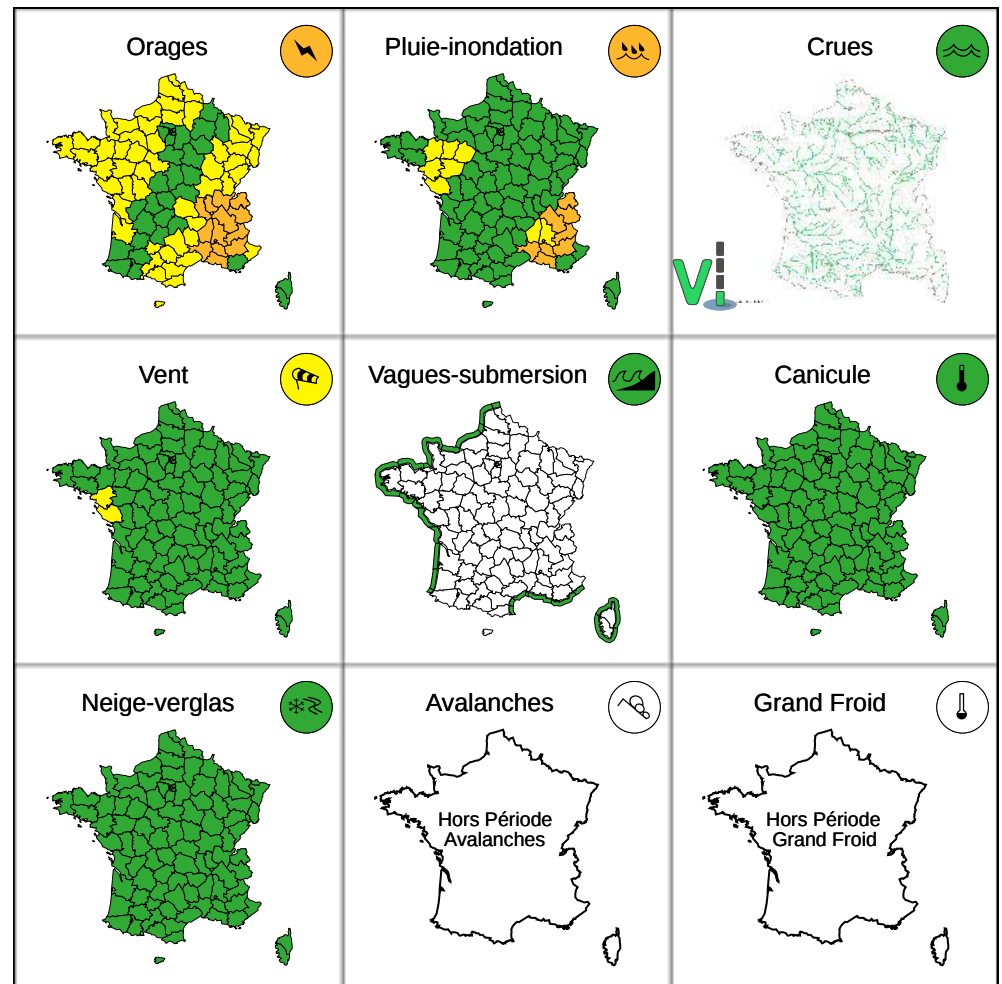 Orages
Pluie-inondation
Crues
Vi
Vent
Vagues-submersion
Canicule
Neige-verglas
Avalanches
Grand Froid
Hors Période
Avalanches
Hors Période
Grand Froid